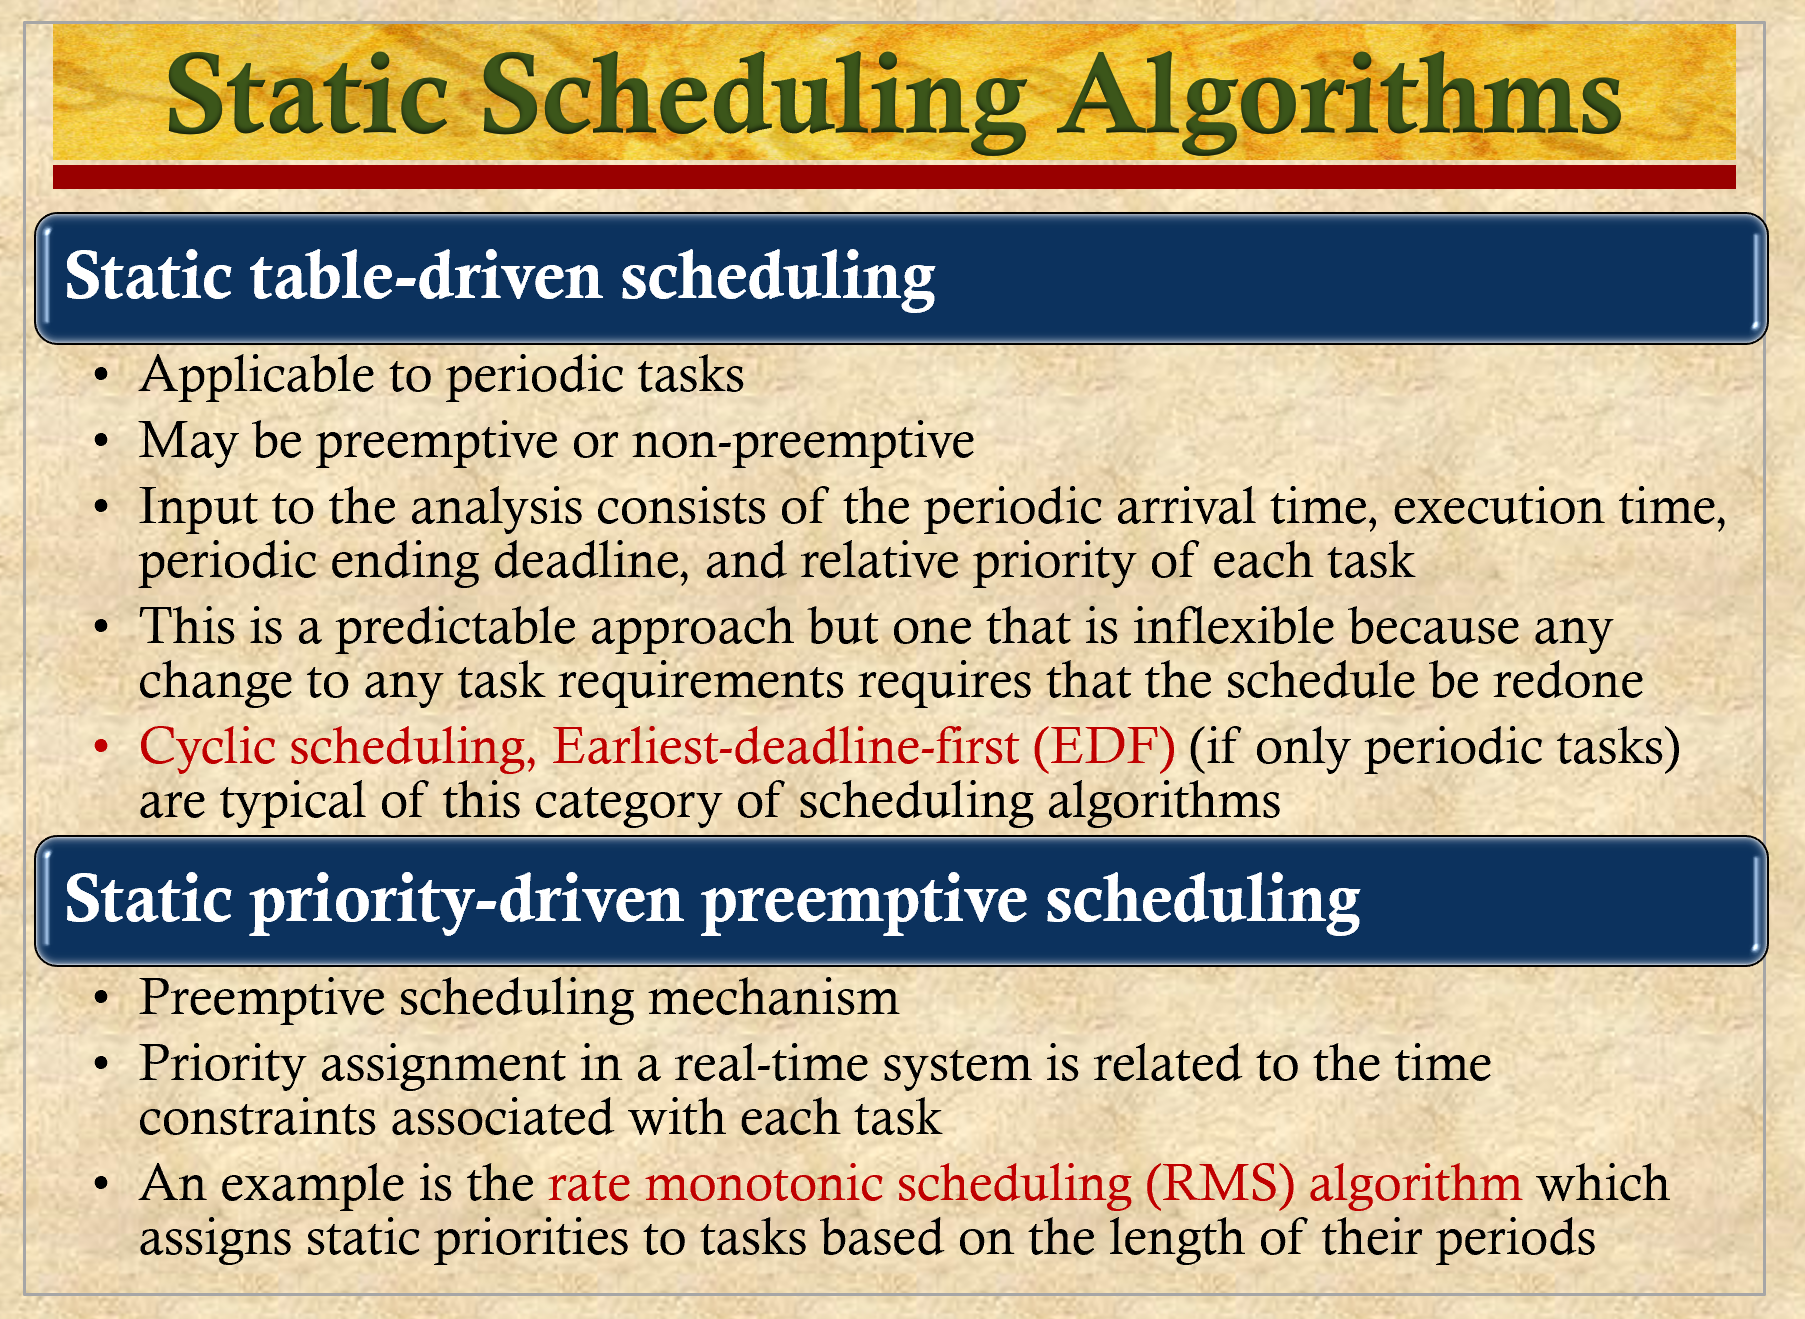 Static Scheduling Algorithms
Static table-driven scheduling
• Applicable to periodic tasks
• May be preemptive or non-preemptive
• Input to the analysis consists of the periodic arrival time, execution time,
periodic ending deadline, and relative priority of each task
• This is a predictable approach but one that is inflexible because any
change to any task requirements requires that the schedule be redone
• Cyclic scheduling, Earliest-deadline-first (EDF) (if only periodic tasks)
are typical of this category of scheduling algorithms
Static priority-driven preemptive scheduling
• Preemptive scheduling mechanism
• Priority assignment in a real-time system is related to the time
constraints associated with each task
• An example is the rate monotonic scheduling (RMS) algorithm which
assigns static priorities to tasks based on the length of their periods